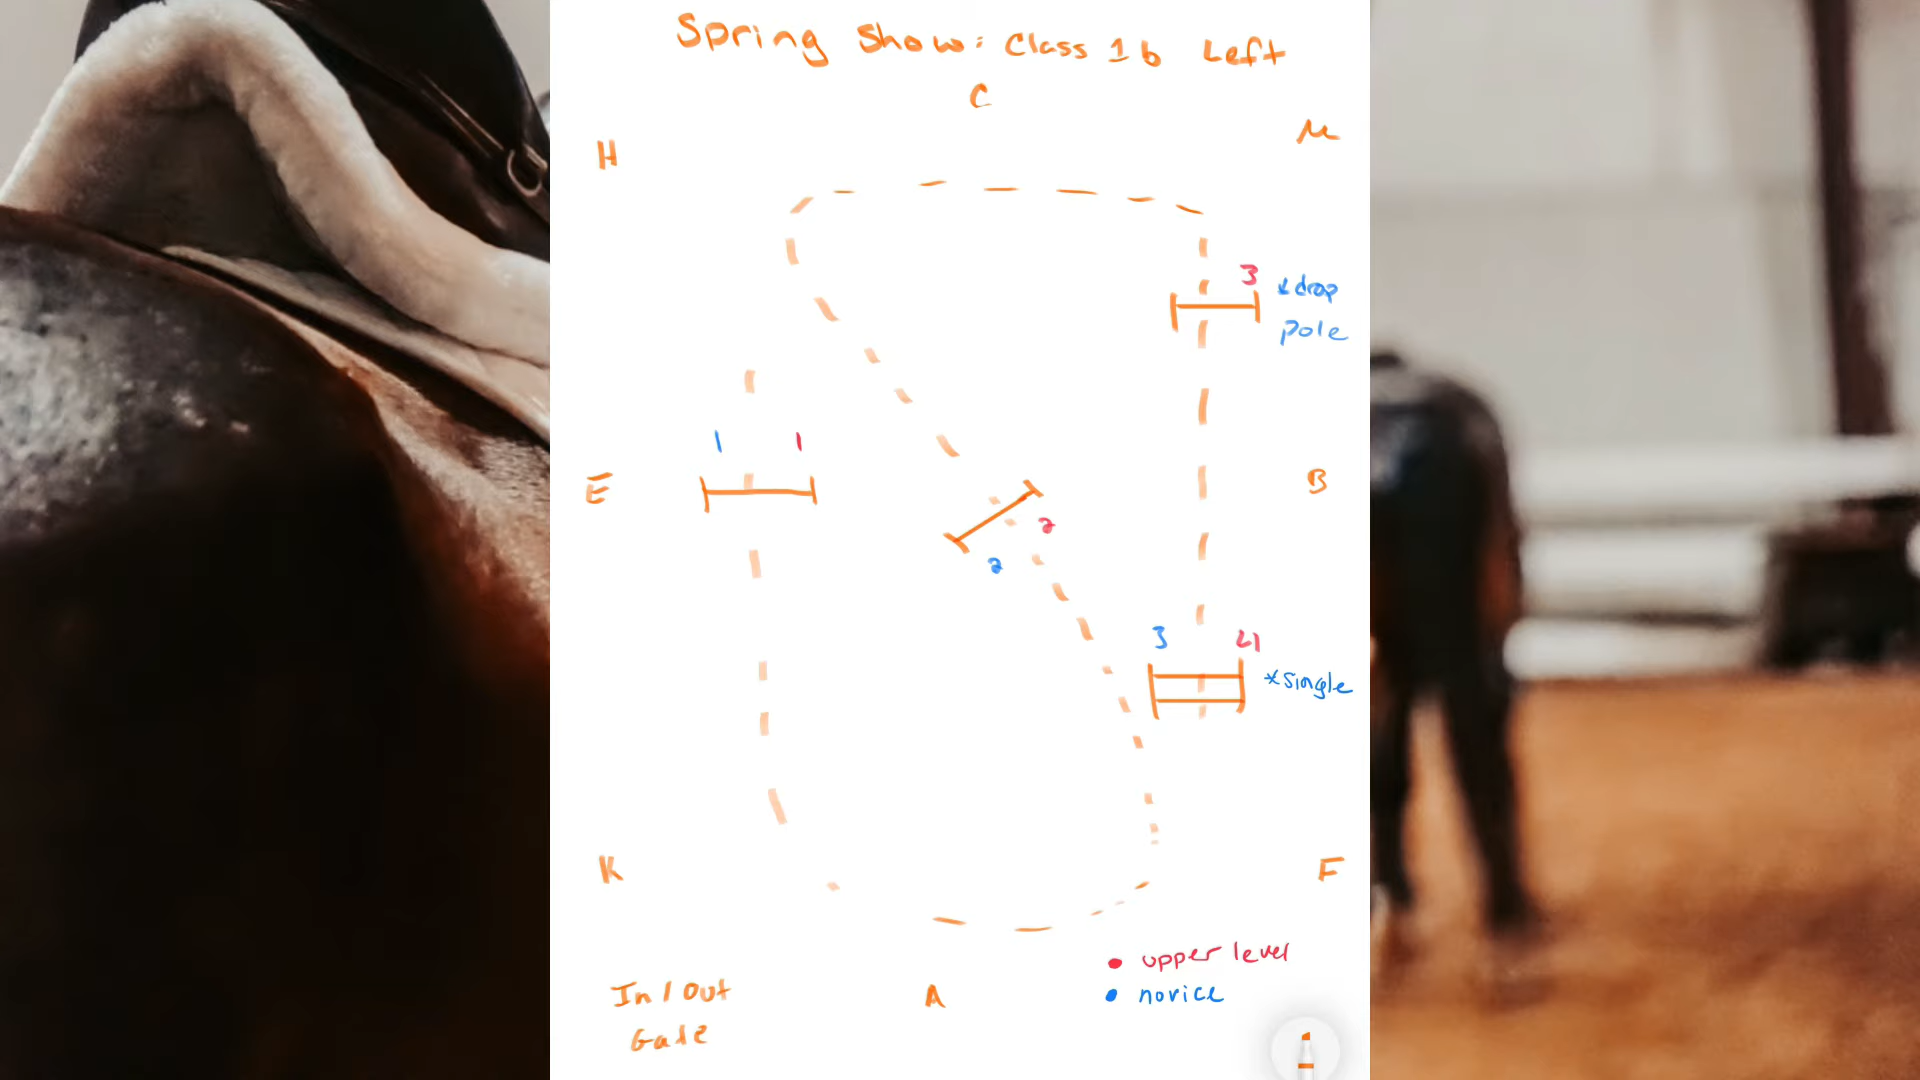 Spring Show: Class 1b Left
C
H
M
3
*drop
pole
1 1
E
B
2
2
3 4
*single
K
F
• upper level
• novice
In/Out
Gate
A